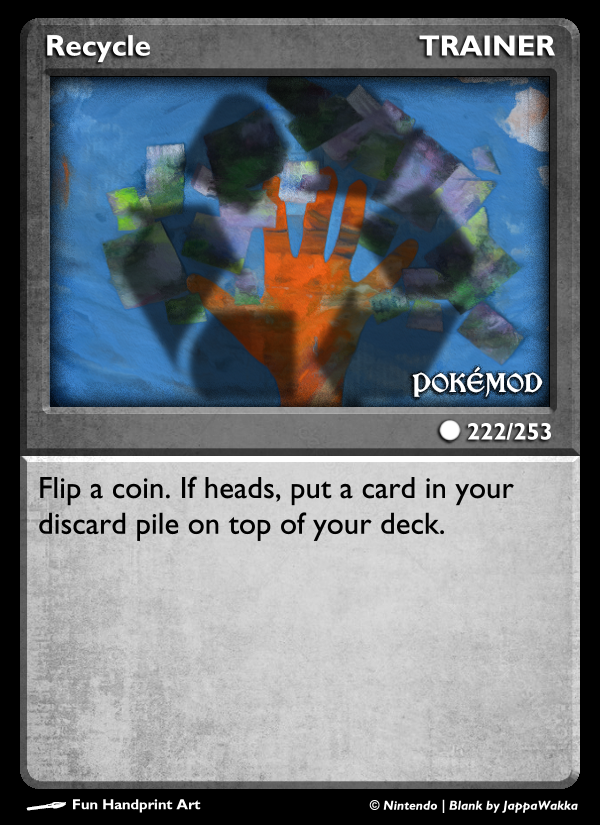 Recycle TRAINER
POKÉMOD
222/253
Flip a coin. If heads, put a card in your
discard pile on top of your deck.
Fun Handprint Art © Nintendo | Blank by JappaWakka